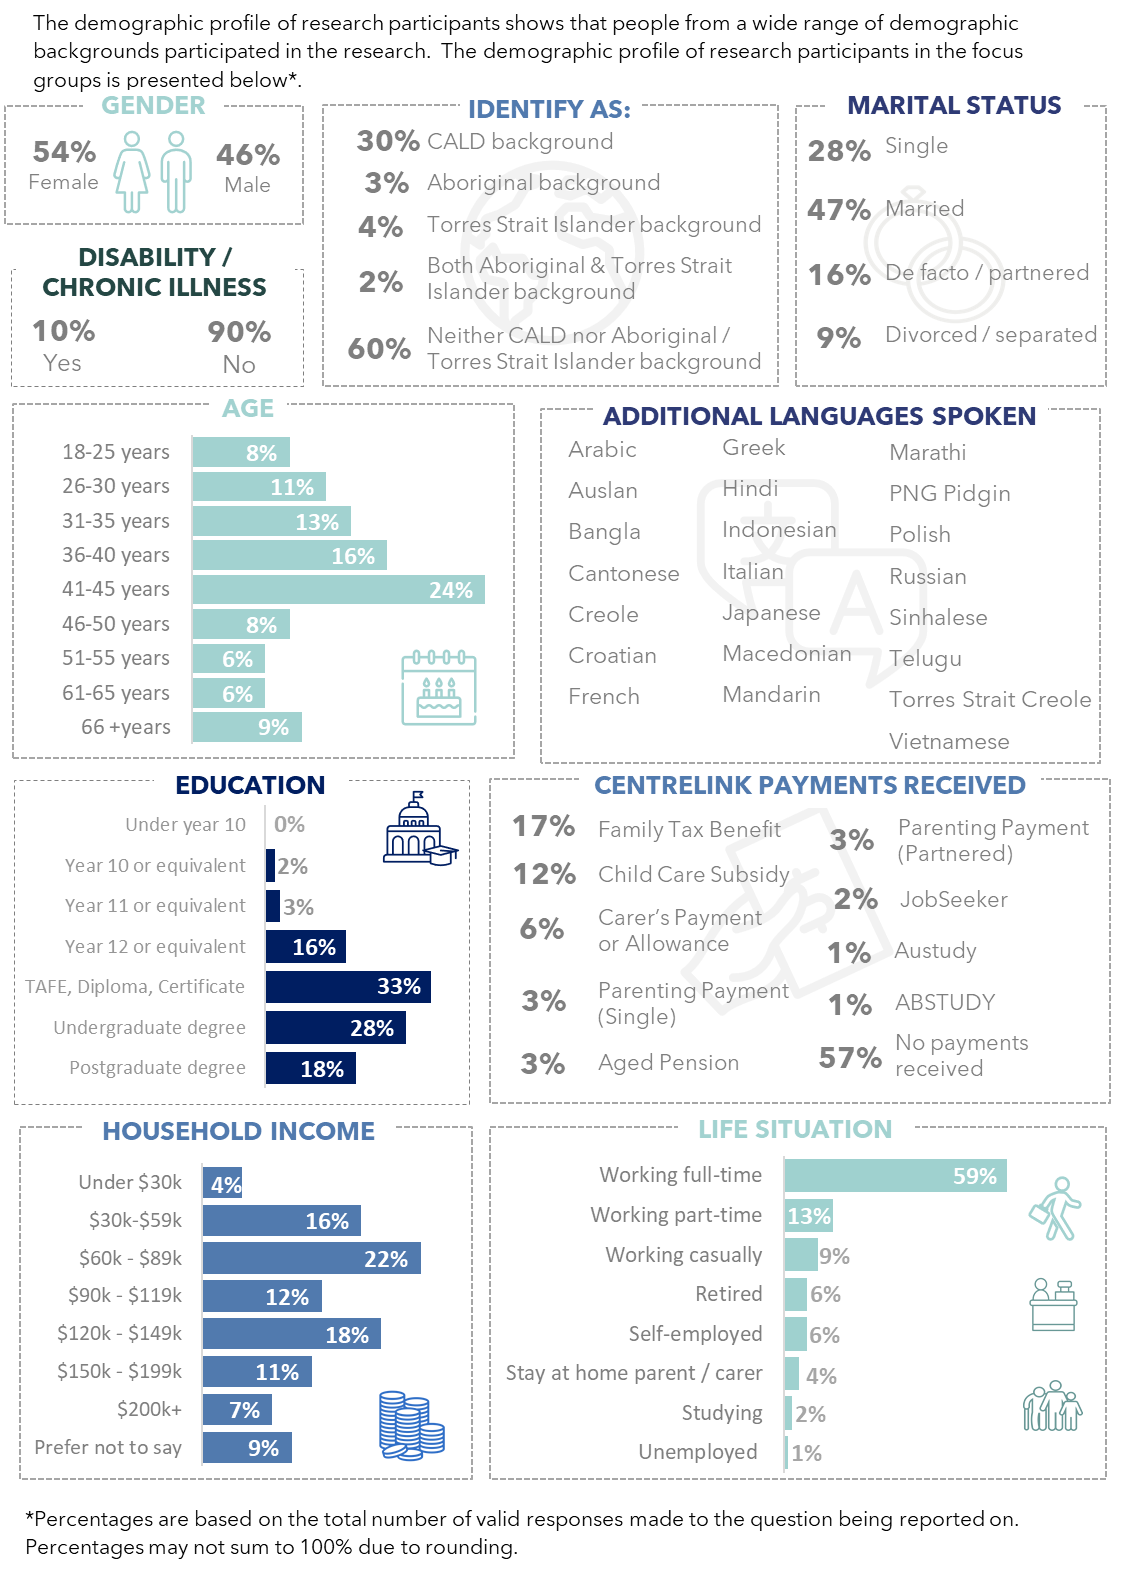 The demographic profile of research participants shows that people from a wide range of demographic
backgrounds participated in the research.  The demographic profile of research participants in the focus
groups is presented below*.
GENDER
54%
Female
46%
Male
IDENTIFY AS:
30% CALD background
3% Aboriginal background
4% Torres Strait Islander background
2% Both Aboriginal & Torres Strait
Islander background
60% Neither CALD nor Aboriginal /
Torres Strait Islander background
MARITAL STATUS
28% Single
47% Married
16% De facto / partnered
9% Divorced / separated
DISABILITY /
CHRONIC ILLNESS
10%
Yes
90%
No
AGE
18-25 years 8%
26-30 years 11%
31-35 years 13%
36-40 years 16%
41-45 years 24%
46-50 years 8%
51-55 years 6%
61-65 years 6%
66 +years 9%
ADDITIONAL LANGUAGES SPOKEN
Arabic
Auslan
Bangla
Cantonese
Creole
Croatian
French
Greek
Hindi
Indonesian
Italian
Japanese
Macedonian
Mandarin
Marathi
PNG Pidgin
Polish
Russian
Sinhalese
Telugu
Torres Strait Creole
Vietnamese
A
EDUCATION
Under year 10 0%
Year 10 or equivalent 2%
Year 11 or equivalent 3%
Year 12 or equivalent 16%
TAFE, Diploma, Certificate 33%
Undergraduate degree 28%
Postgraduate degree 18%
CENTRELINK PAYMENTS RECEIVED
17% Family Tax Benefit
12% Child Care Subsidy
6% Carer's Payment
or Allowance
3% Parenting Payment
(Single)
3% Aged Pension
3% Parenting Payment
(Partnered)
2% JobSeeker
1% Austudy
1% ABSTUDY
57% No payments
received
HOUSEHOLD INCOME
Under $30k 4%
$30k-$59k 16%
$60k - $89k 22%
$90k - $119k 12%
$120k - $149k 18%
$150k - $199k 11%
$200k+ 7%
Prefer not to say 9%
LIFE SITUATION
Working full-time 59%
Working part-time 13%
Working casually 9%
Retired 6%
Self-employed 6%
Stay at home parent / carer 4%
Studying 2%
Unemployed 1%
*Percentages are based on the total number of valid responses made to the question being reported on.
Percentages may not sum to 100% due to rounding.